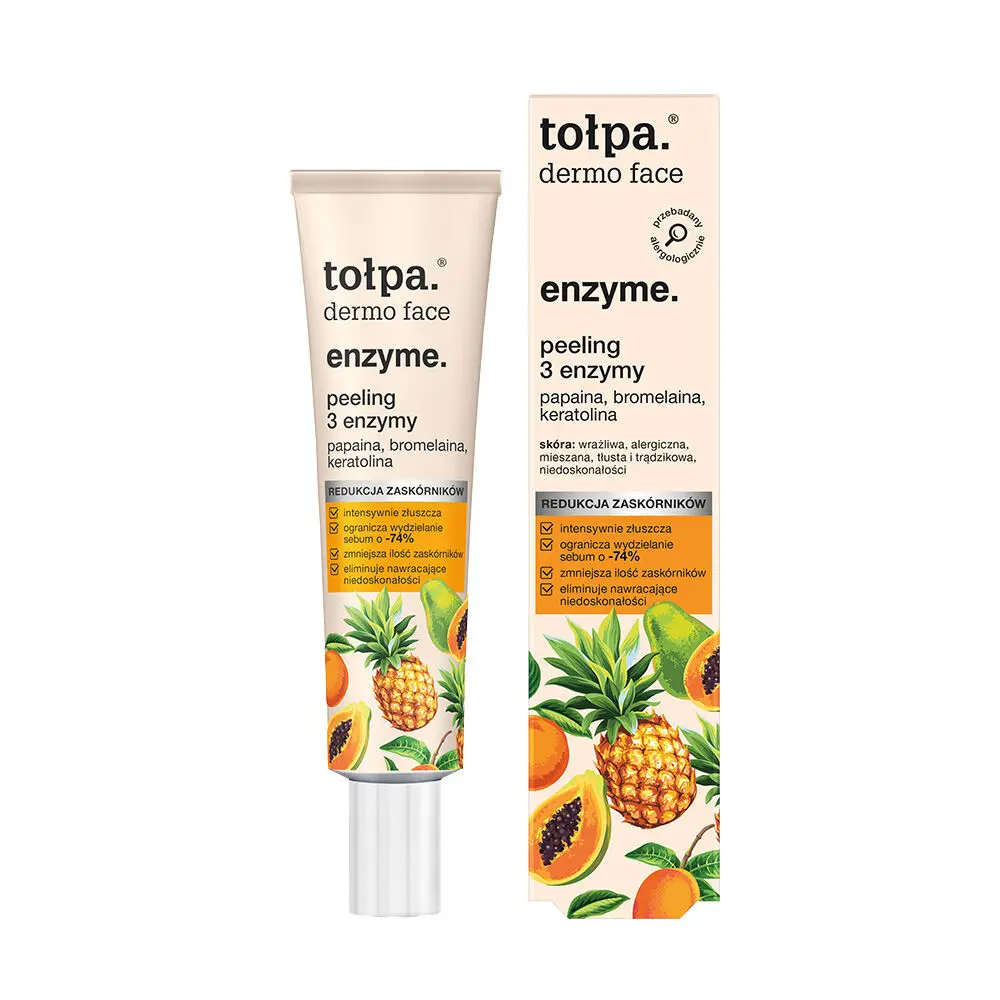 tołpa.®
dermo face
enzyme.
peeling
3 enzymy
papaina, bromelaina,
keratolina
REDUKCJA ZASKÓRNIKÓW
intensywnie złuszcza
ogranicza wydzielanie
sebum o -74%
zmniejsza ilość zaskórników
eliminuje nawracające
niedoskonałości
tołpa.®
dermo face
przebadany
alergologicznie
enzyme.
peeling
3 enzymy
papaina, bromelaina,
keratolina
skóra: wrażliwa, alergiczna,
mieszana, tłusta i trądzikowa,
niedoskonałości
REDUKCJA ZASKÓRNIKÓW
intensywnie złuszcza
ogranicza wydzielanie
sebum o -74%
zmniejsza ilość zaskórników
eliminuje nawracające
niedoskonałości